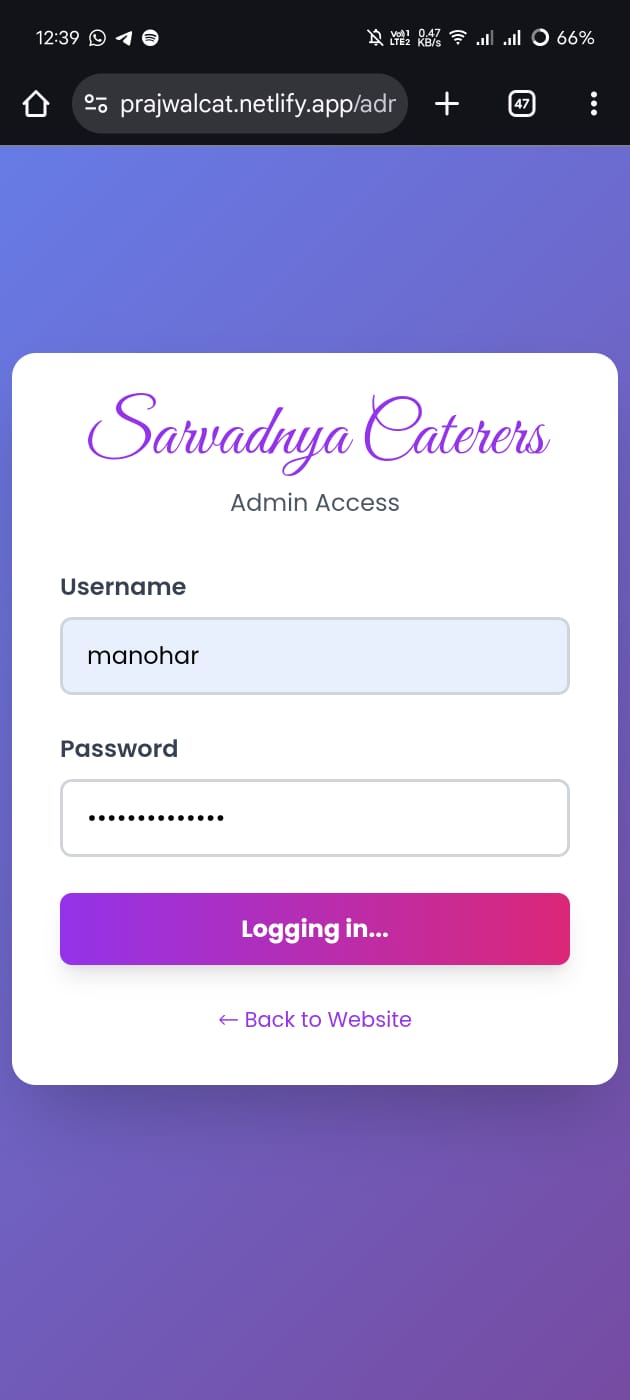 12:39 Vo)) 1 LTE2 0.47 KB/s 66%
prajwalcat.netlify.app/adr 47
Sarvadnya Caterers
Admin Access
Username
manohar
Password
••••••••••••••
Logging in...
← Back to Website